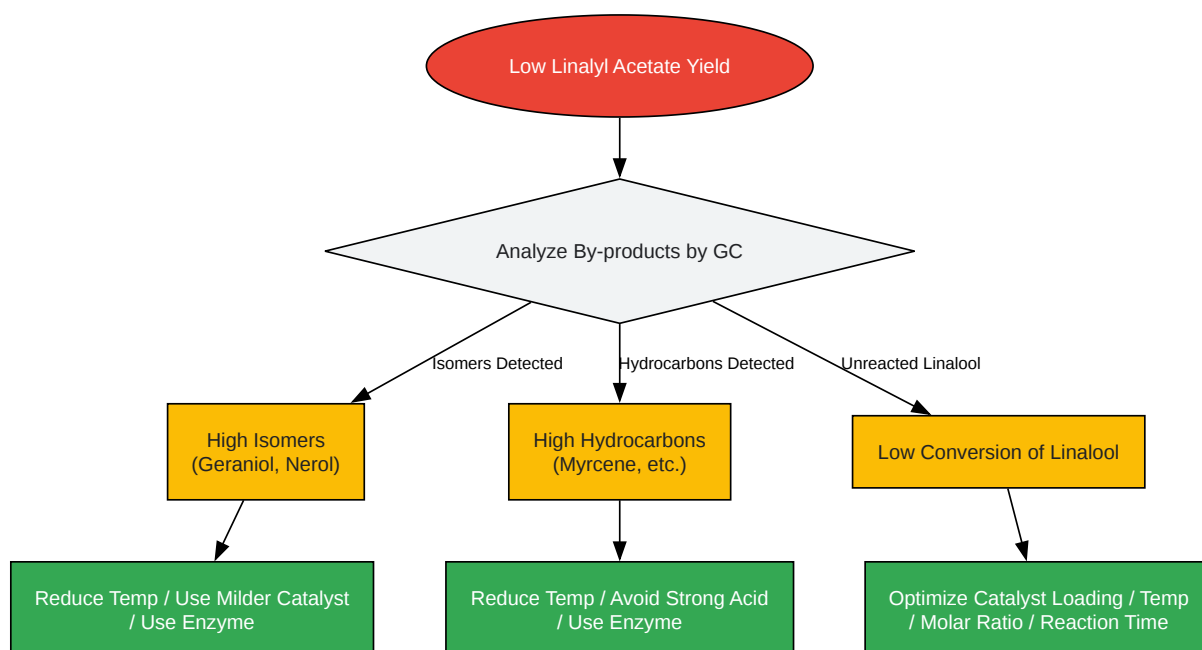 Low Linalyl Acetate Yield
Analyze By-products by GC
Isomers Detected
Hydrocarbons Detected
Unreacted Linalool
High Isomers
(Geraniol, Nerol)
High Hydrocarbons
(Myrcene, etc.)
Low Conversion of Linalool
Reduce Temp / Use Milder Catalyst
/ Use Enzyme
Reduce Temp / Avoid Strong Acid
/ Use Enzyme
Optimize Catalyst Loading / Temp
/ Molar Ratio / Reaction Time